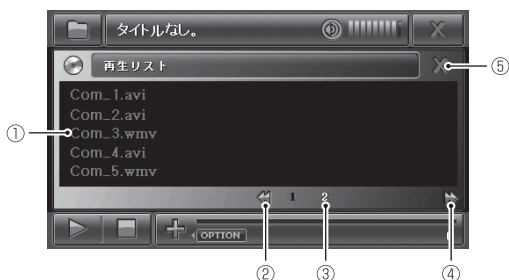 タイトルなし。
再生リスト
⑤
Com_1.avi
Com_2.avi
① Com_3.wmv
Com_4.avi
Com_5.wmv
1 2
OPTION
② ③ ④